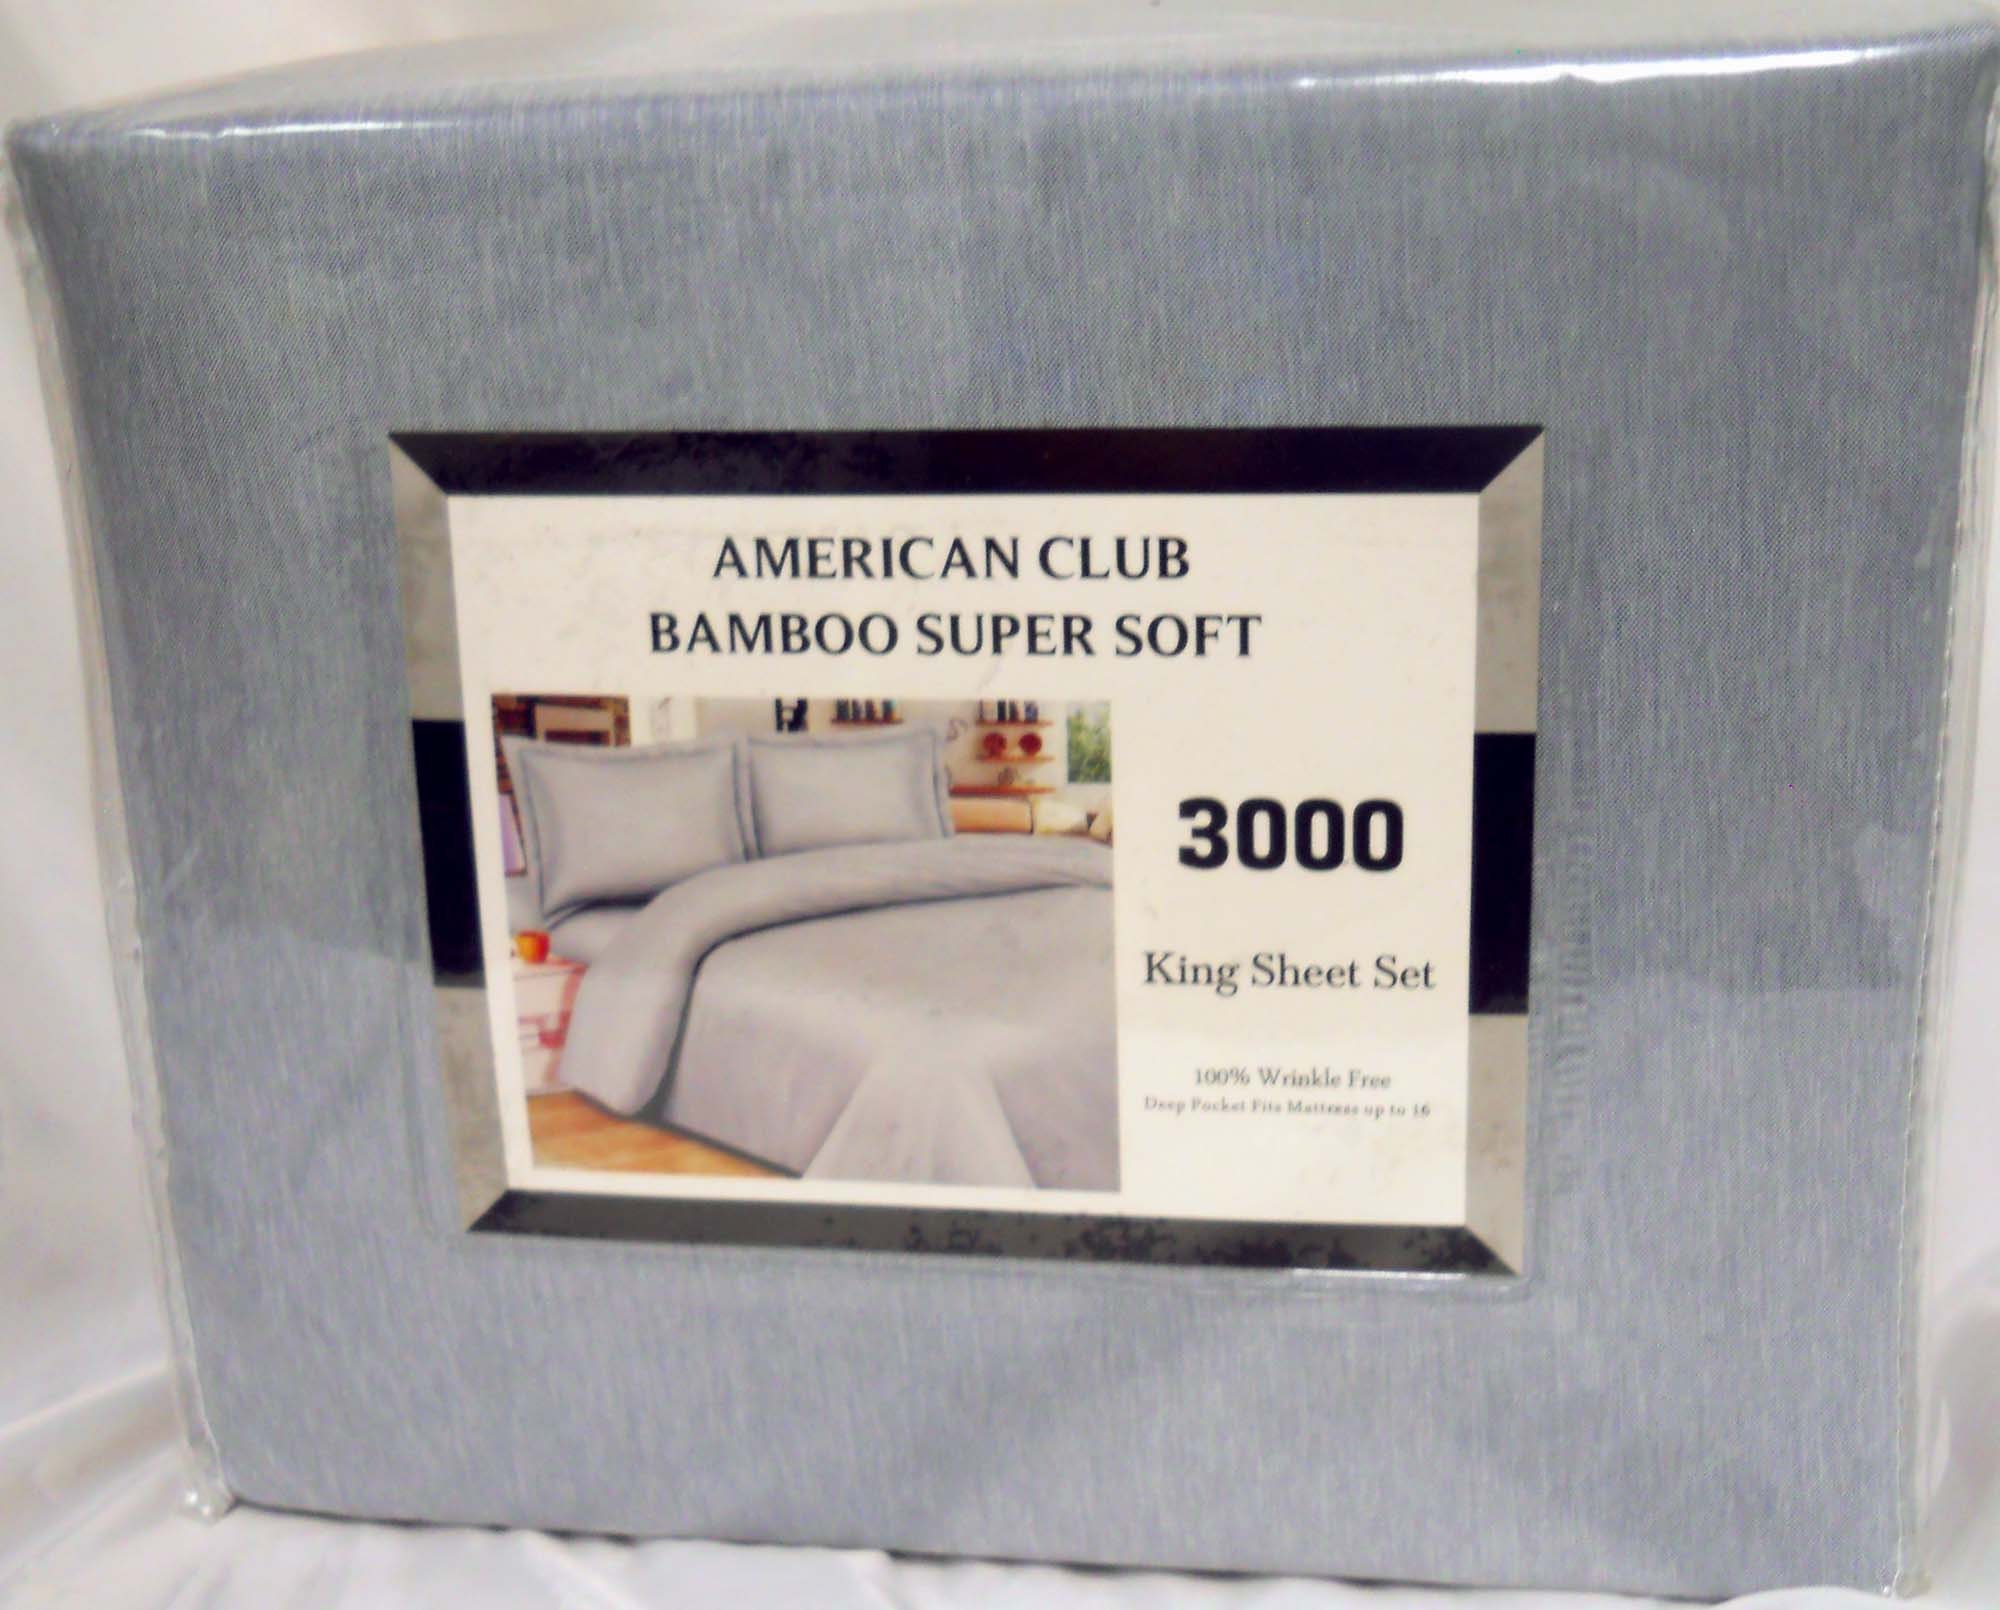 AMERICAN CLUB
BAMBOO SUPER SOFT
3000
King Sheet Set
100% Wrinkle Free
Deep Pocket Fits Mattress up to 16